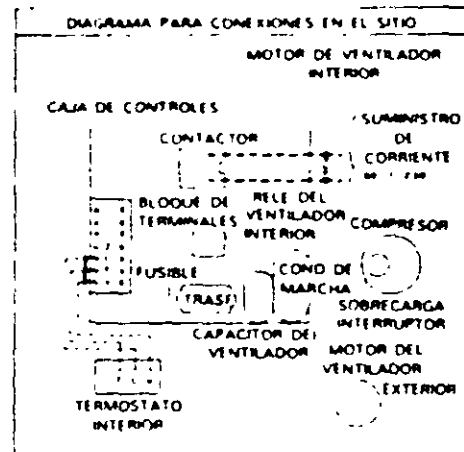 DIAGRAMA PARA CONEXIONES EN EL SITIO
MOTOR DE VENTILADOR
INTERIOR
CAJA DE CONTROLES
CONTACTOR
SUMINISTRO
DE
CORRIENTE
BLOQUE DE
TERMINALES
RELE DEL
VENTILADOR
INTERIOR
COMPRESOR
FUSIBLE
COND DE
MARCHA
TRASF
SOBRECARGA
INTERRUPTOR
CAPACITOR DEL
VENTILADOR
MOTOR DEL
VENTILADOR
EXTERIOR
TERMOSTATO
INTERIOR